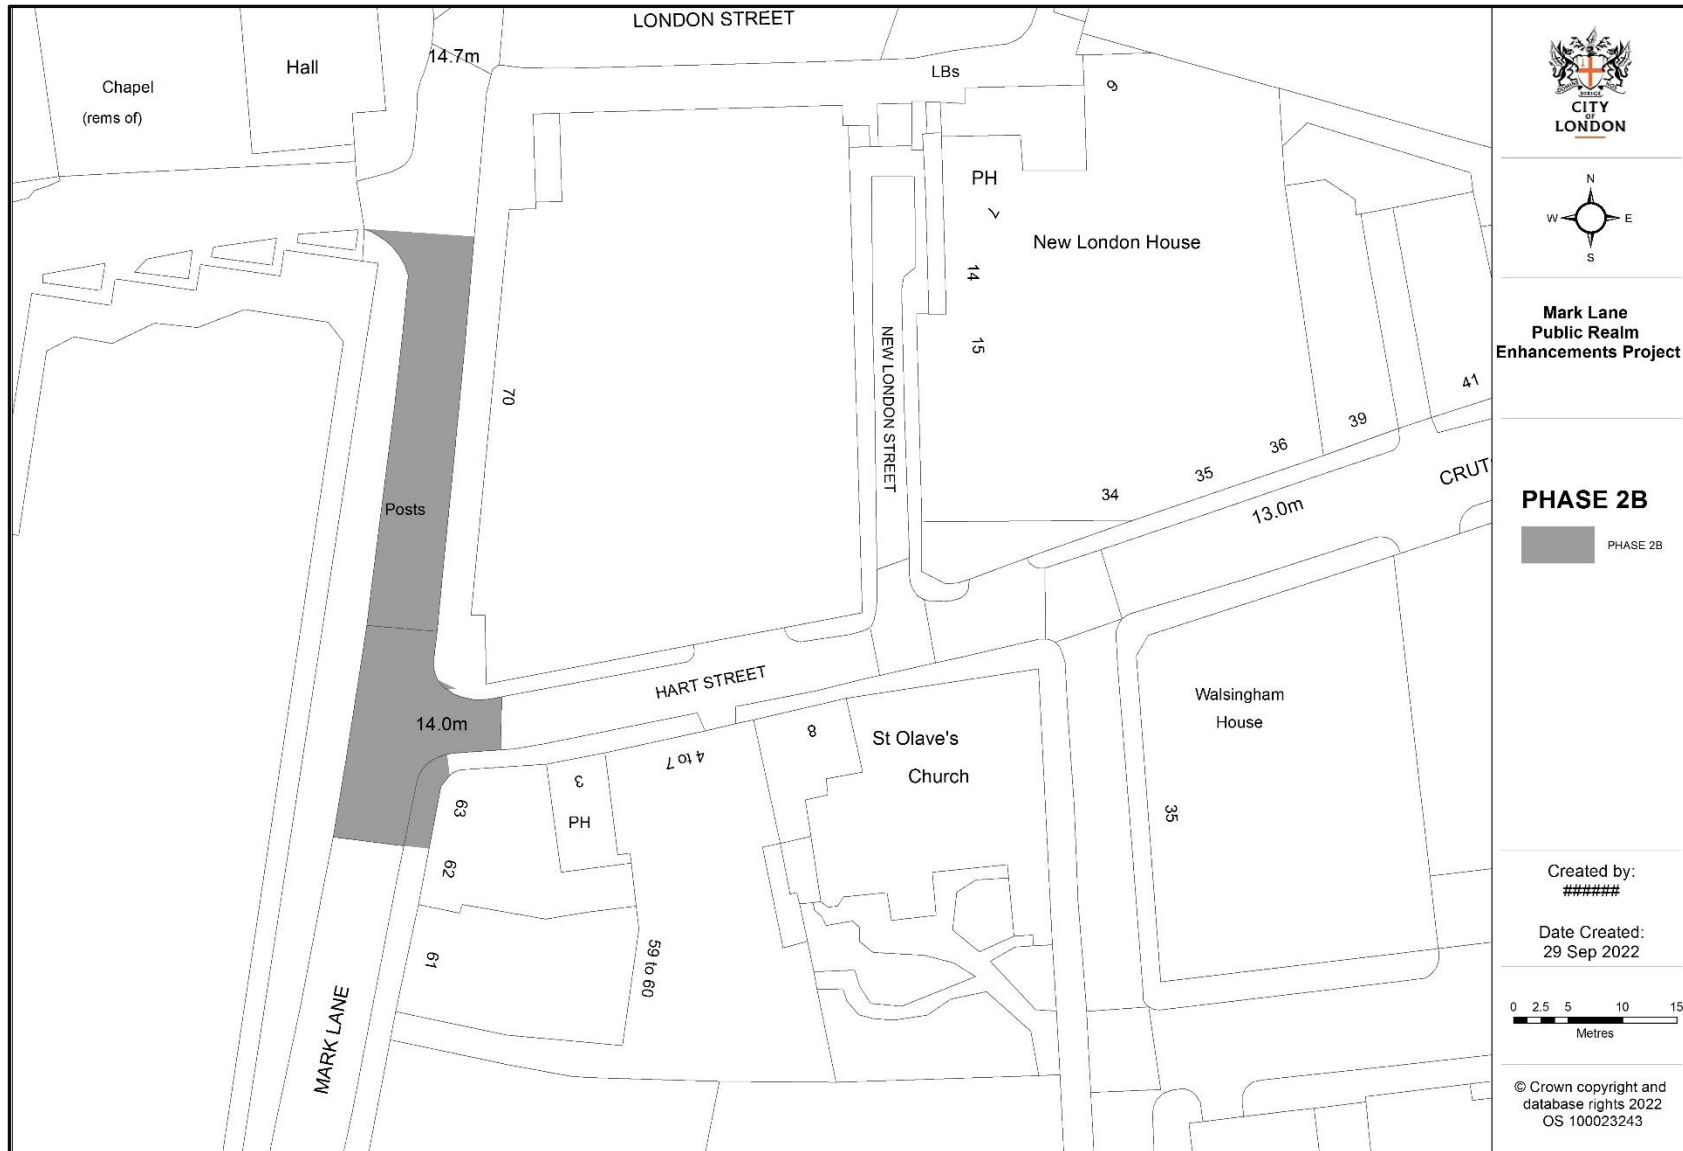 LONDON STREET
14.7m
Hall
Chapel
(rems of)
LBs
9
PH
7
New London House
14
15
NEW LONDON STREET
70
Posts
41
39
36
35
34
13.0m
CRUT
HART STREET
14.0m
Walsingham
House
St Olave's
Church
8
4 to 7
3
PH
63
62
61
59 to 60
35
MARK LANE
DOMINE DIRIGE NOS
CITY
OF
LONDON
N
W E
S
Mark Lane
Public Realm
Enhancements Project
PHASE 2B
PHASE 2B
Created by:
######
Date Created:
29 Sep 2022
0 2.5 5 10 15
Metres
© Crown copyright and
database rights 2022
OS 100023243